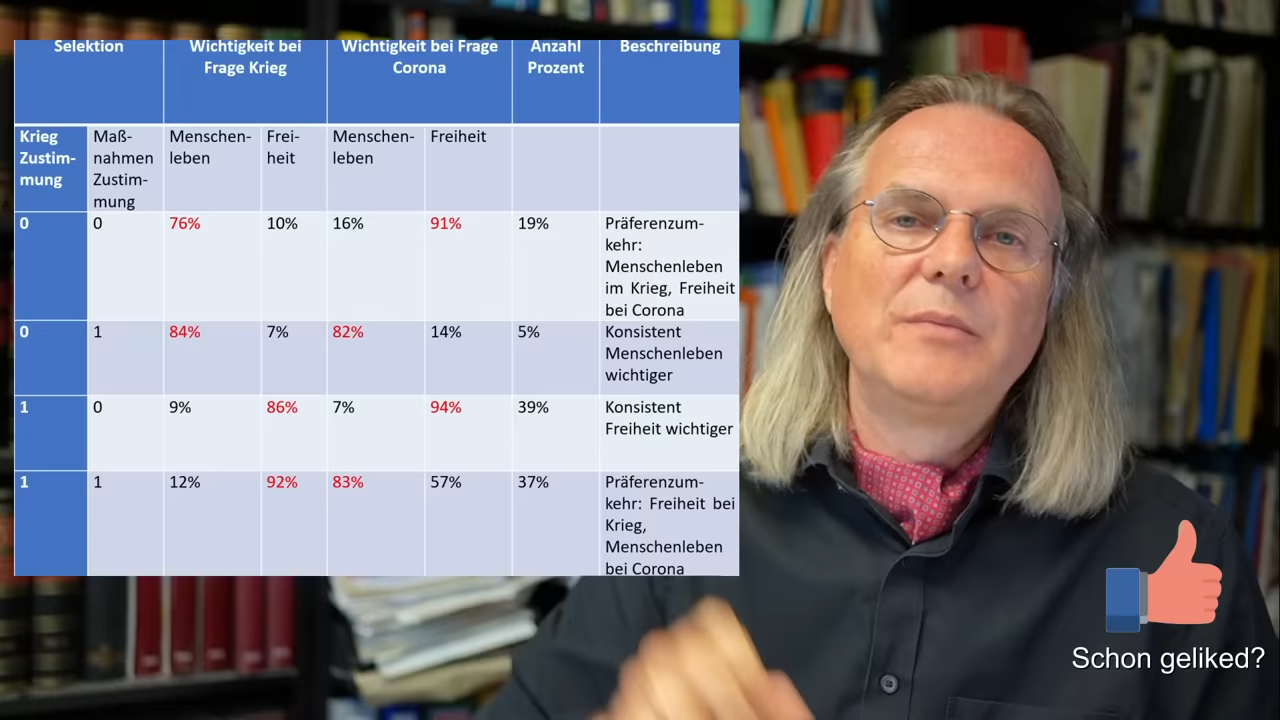 Selektion
Wichtigkeit bei
Frage Krieg
Wichtigkeit bei Frage
Corona
Anzahl
Prozent
Beschreibung
Krieg
Zustim-
mung
Maß-
nahmen
Zustim-
mung
Menschen-
leben
Frei-
heit
Menschen-
leben
Freiheit
0
0
76%
10%
16%
91%
19%
Präferenzum-
kehr:
Menschenleben
im Krieg, Freiheit
bei Corona
0
1
84%
7%
82%
14%
5%
Konsistent
Menschenleben
wichtiger
1
0
9%
86%
7%
94%
39%
Konsistent
Freiheit wichtiger
1
1
12%
92%
83%
57%
37%
Präferenzum-
kehr: Freiheit bei
Krieg,
Menschenleben
bei Corona
Schon geliked?